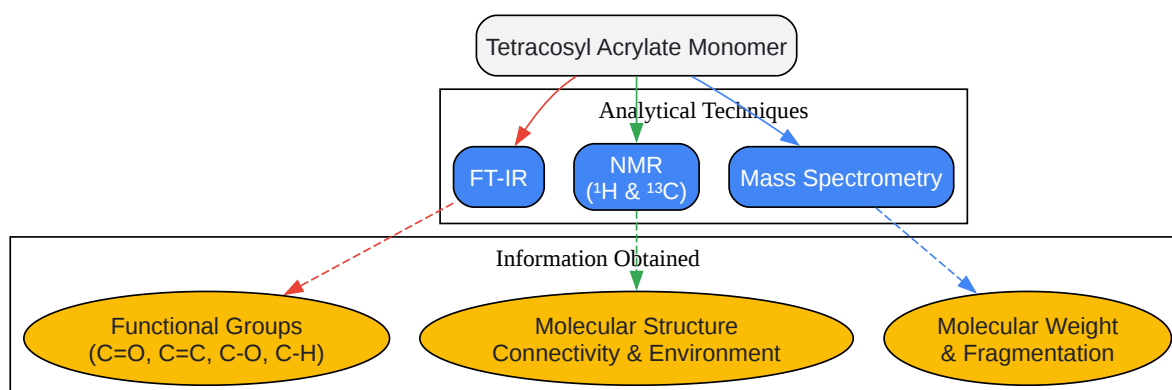 Tetracosyl Acrylate Monomer
Analytical Techniques
FT-IR
NMR
(¹H & ¹³C)
Mass Spectrometry
Information Obtained
Functional Groups
(C=O, C=C, C-O, C-H)
Molecular Structure
Connectivity & Environment
Molecular Weight
& Fragmentation